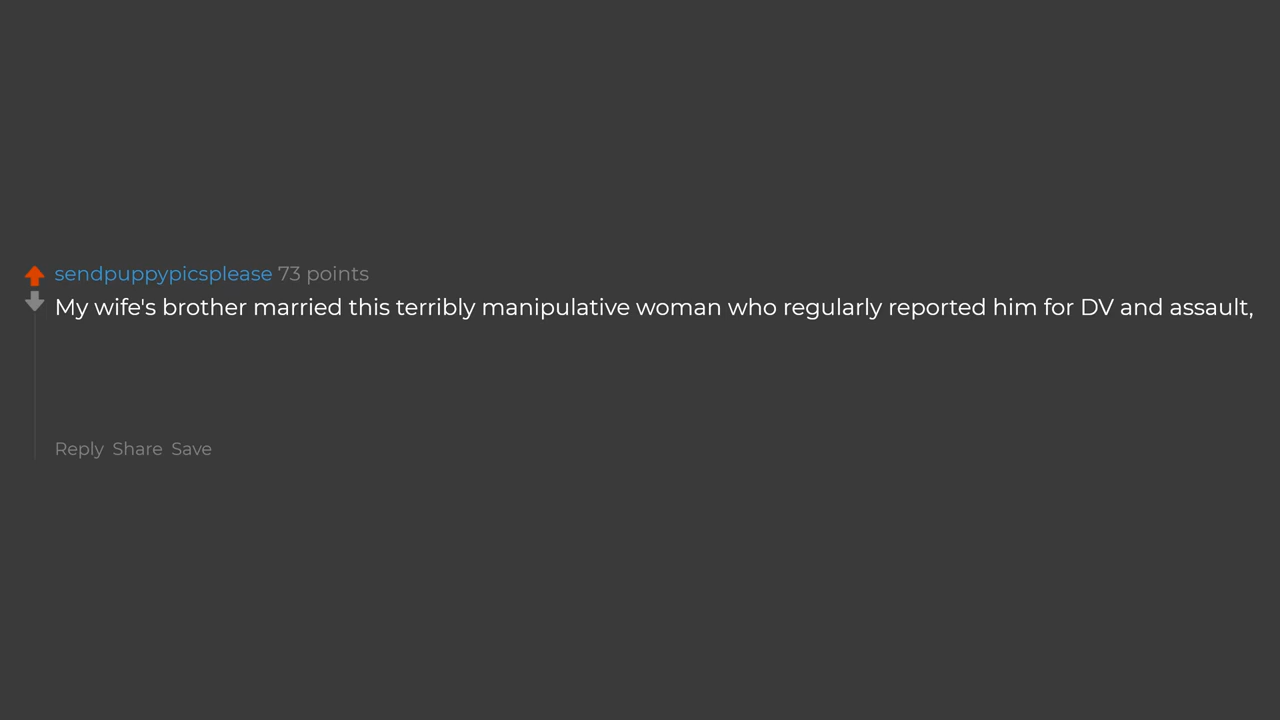 sendpuppypicsplease 73 points
My wife's brother married this terribly manipulative woman who regularly reported him for DV and assault,
Reply Share Save